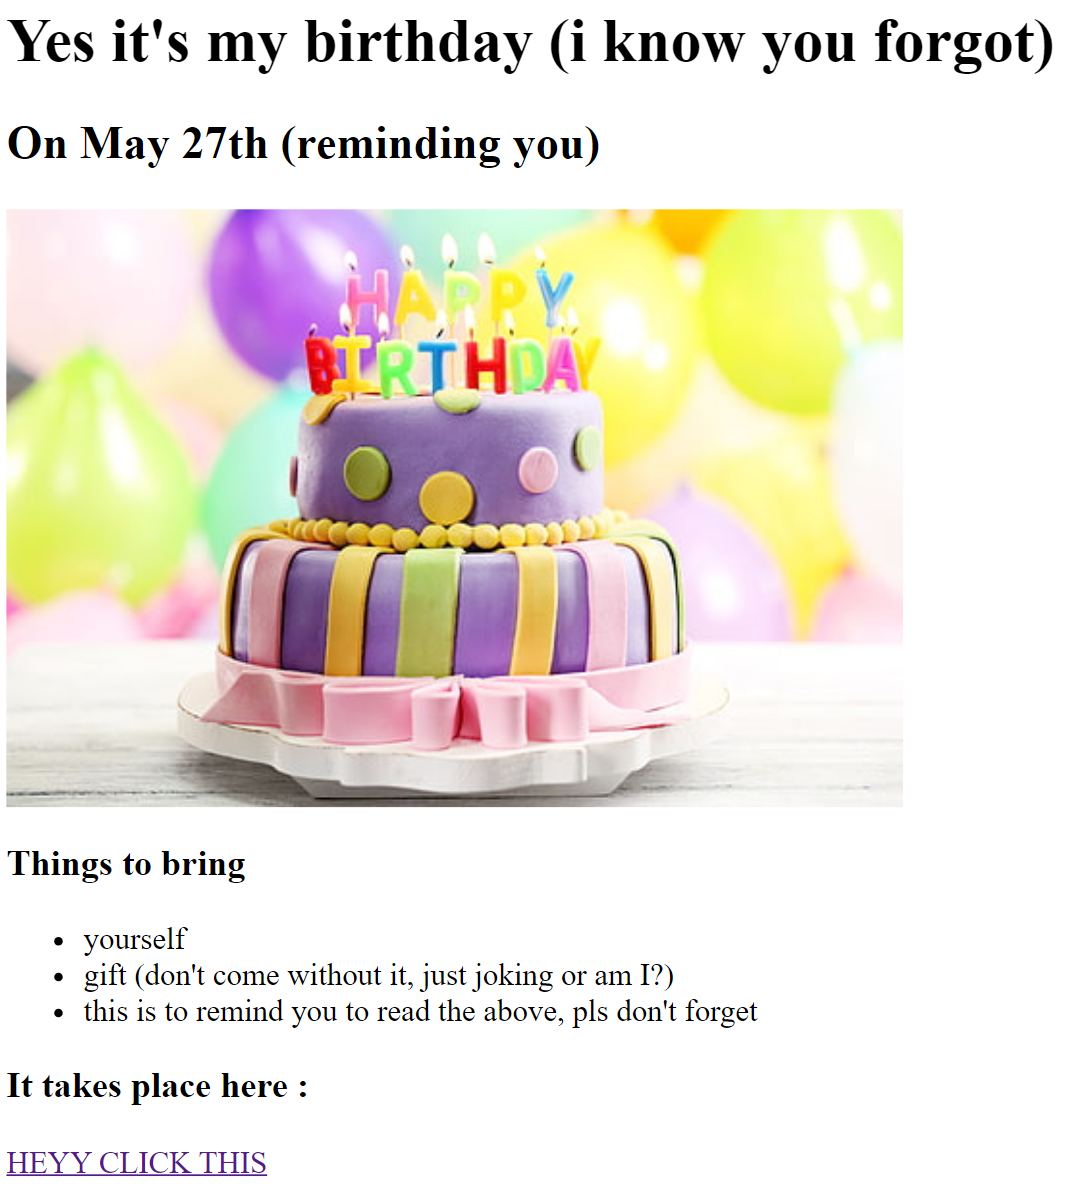 Yes it's my birthday (i know you forgot)
On May 27th (reminding you)
HAPPY
BIRTHDAY
Things to bring
yourself
gift (don't come without it, just joking or am I?)
this is to remind you to read the above, pls don't forget
It takes place here :
HEYY CLICK THIS